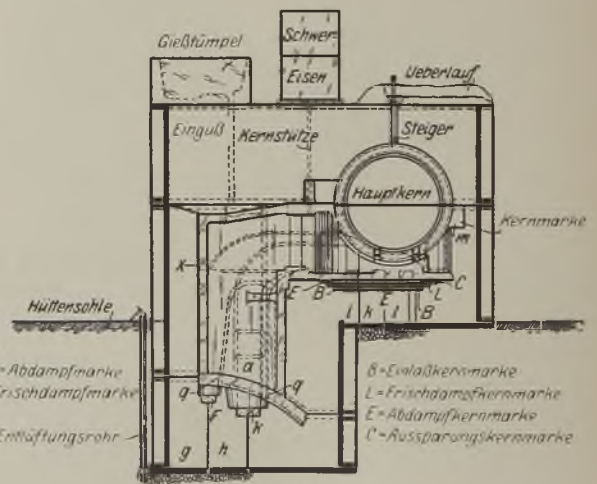 Gießtümpel
Schwer
Eisen
Ueberlauf
Einguß
Kernstütze
Steiger
Hauptkern
Kernmarke
m
x
E B
E
L C
l k l B
Hüttensohle
a
=Abdampfmarke
Frischdampfmarke
q
q
F
k
Entlüftungsrohr
g h
B=Einlaßkernmarke
L=Frischdampfkernmarke
E=Abdampfkernmarke
C=Aussparungskernmarke